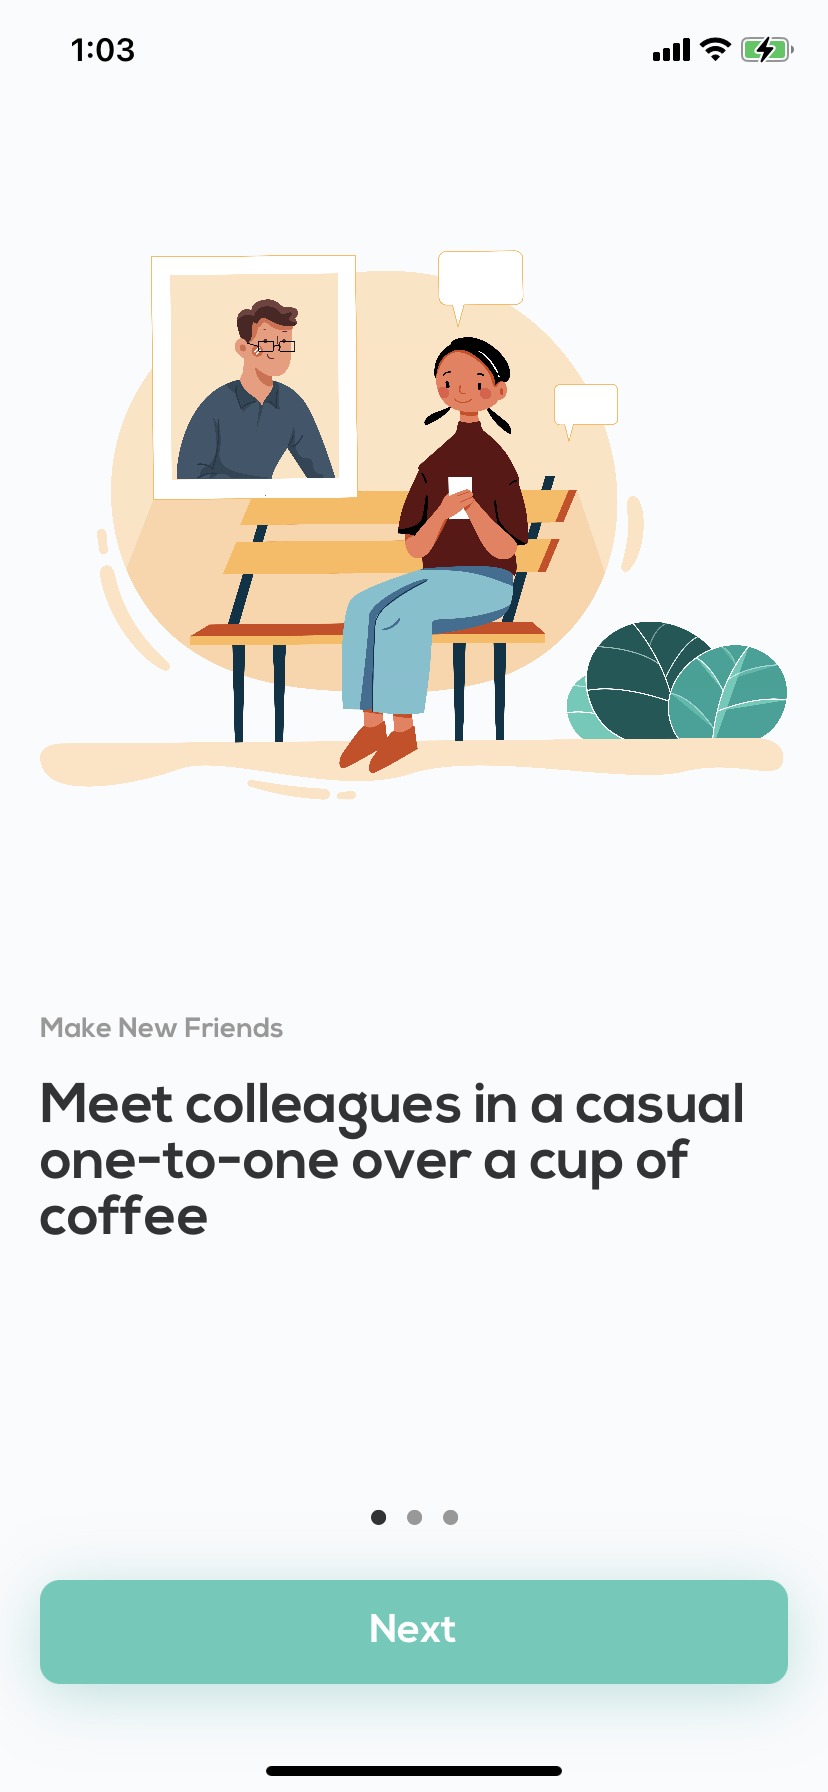 1:03
Make New Friends
Meet colleagues in a casual
one-to-one over a cup of
coffee
Next